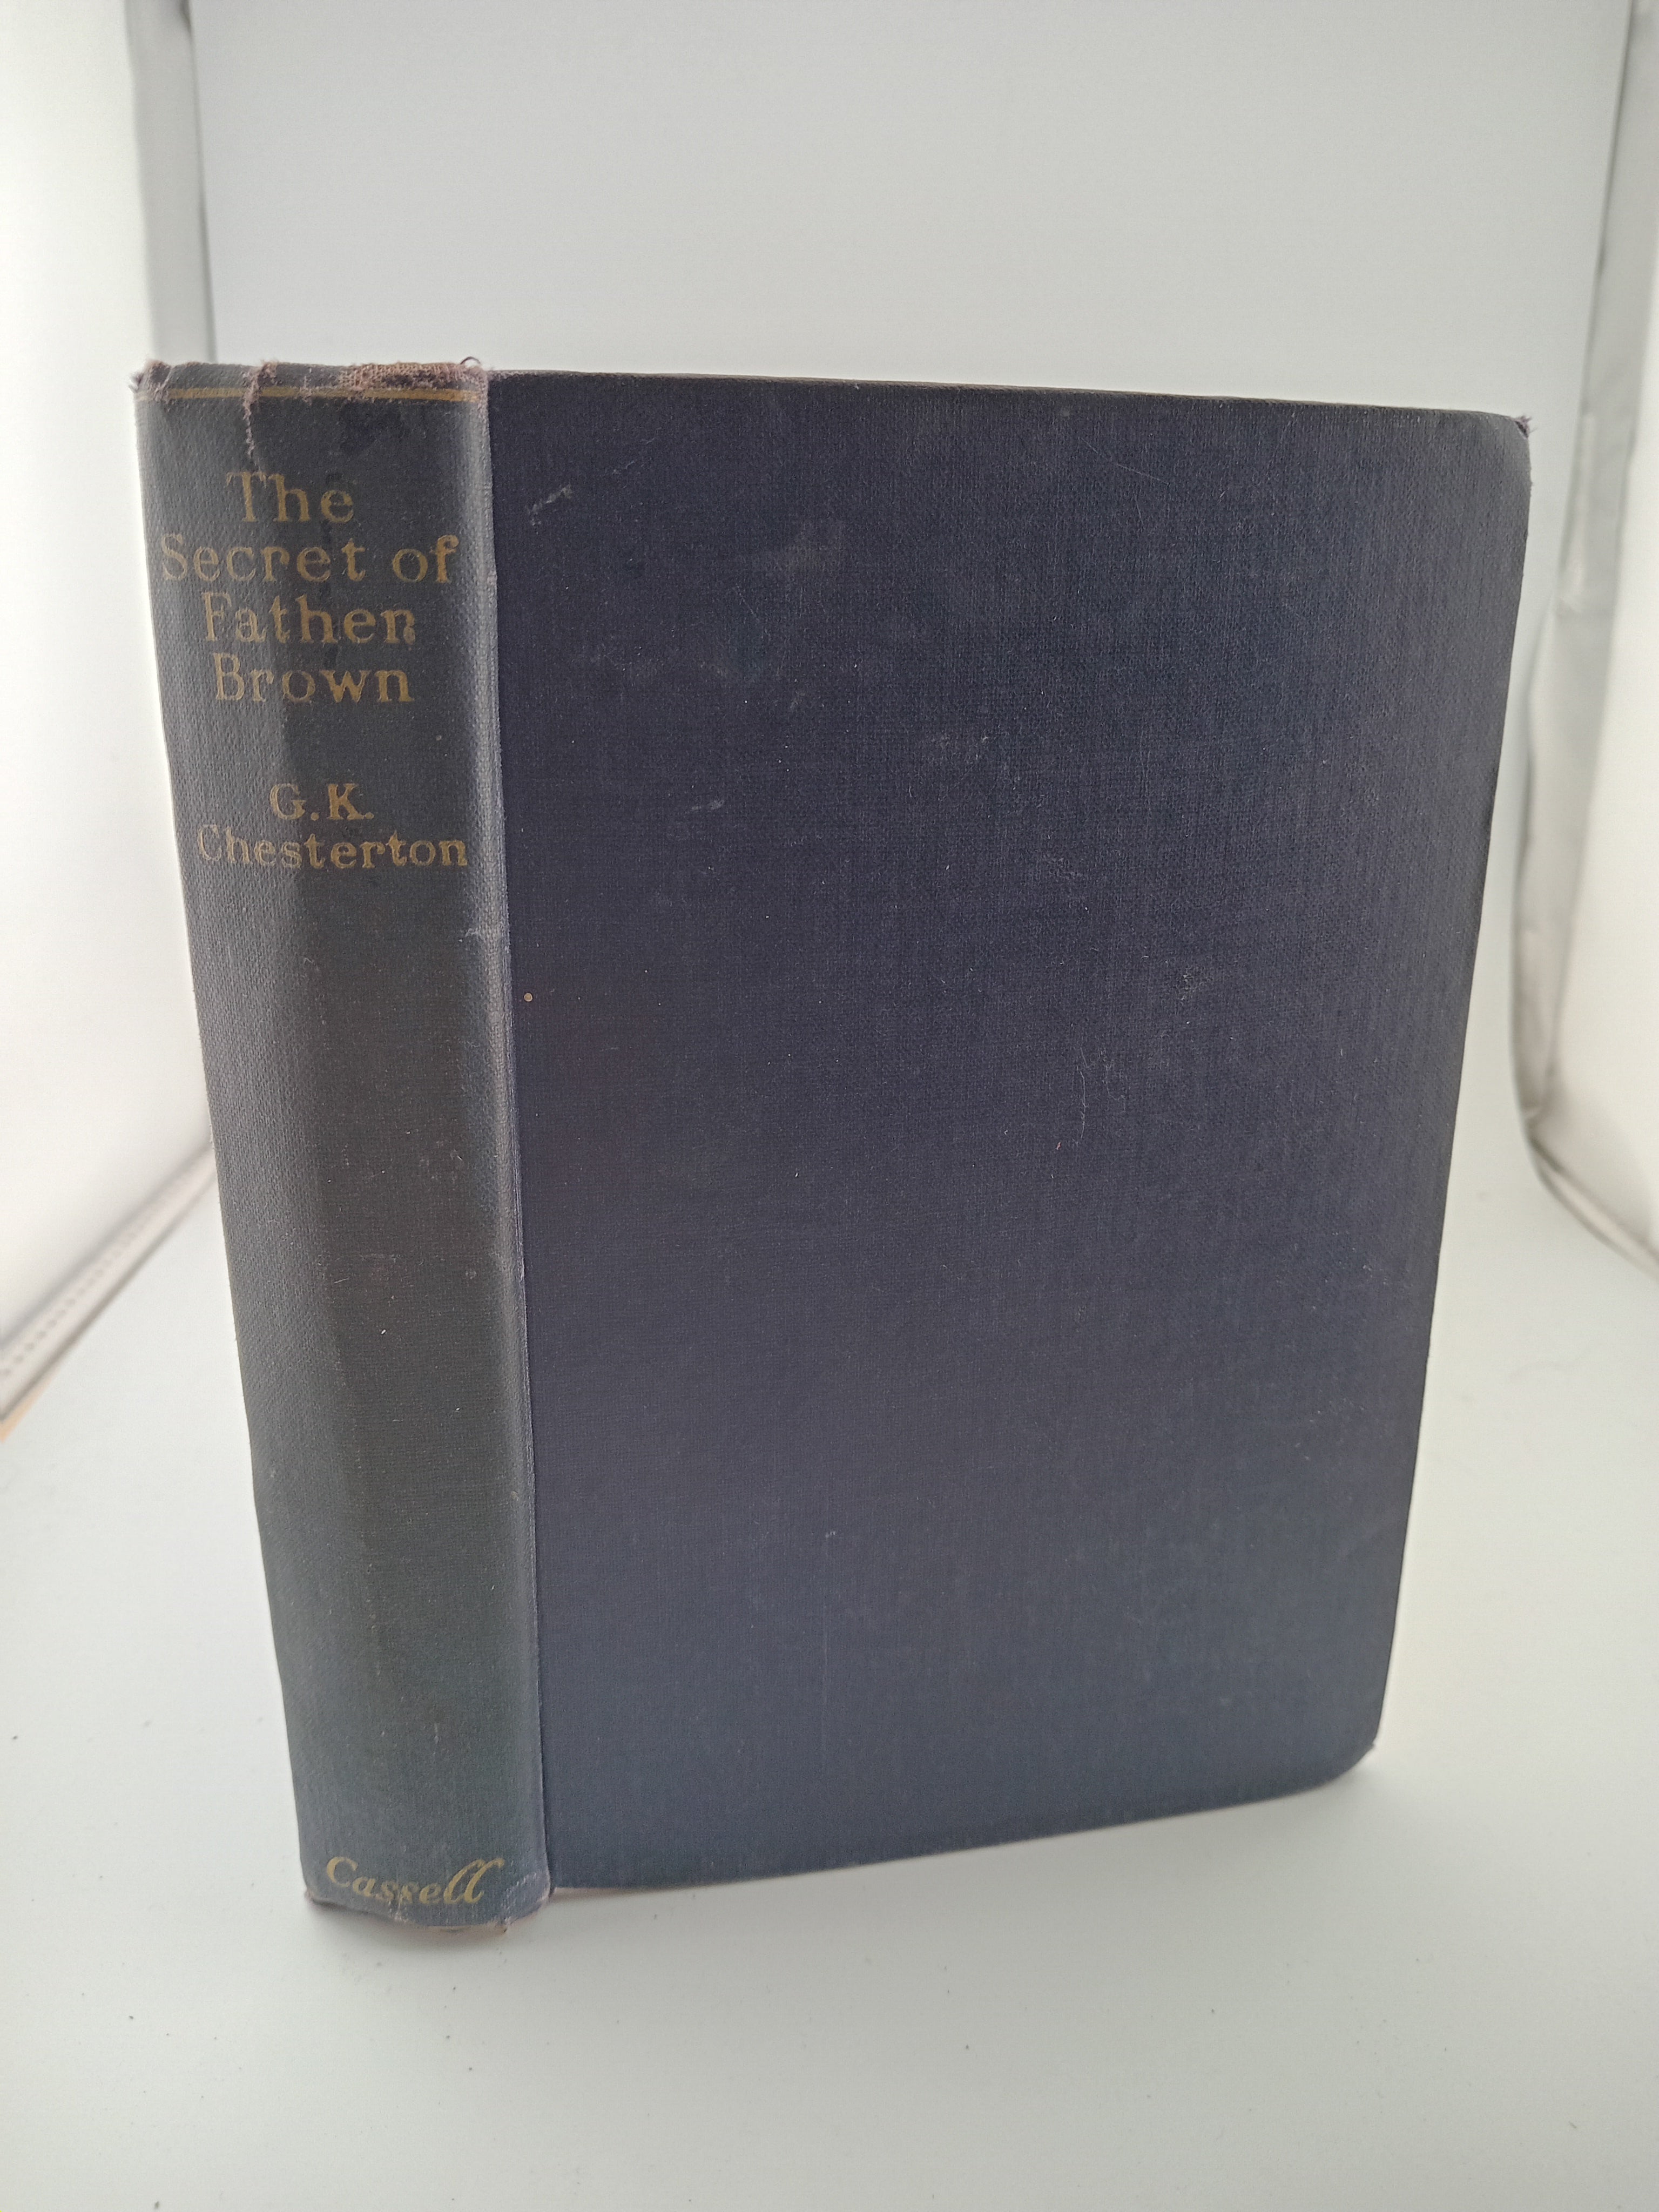 The
Secret of
Father
Brown
G.K.
Chesterton
Cassell